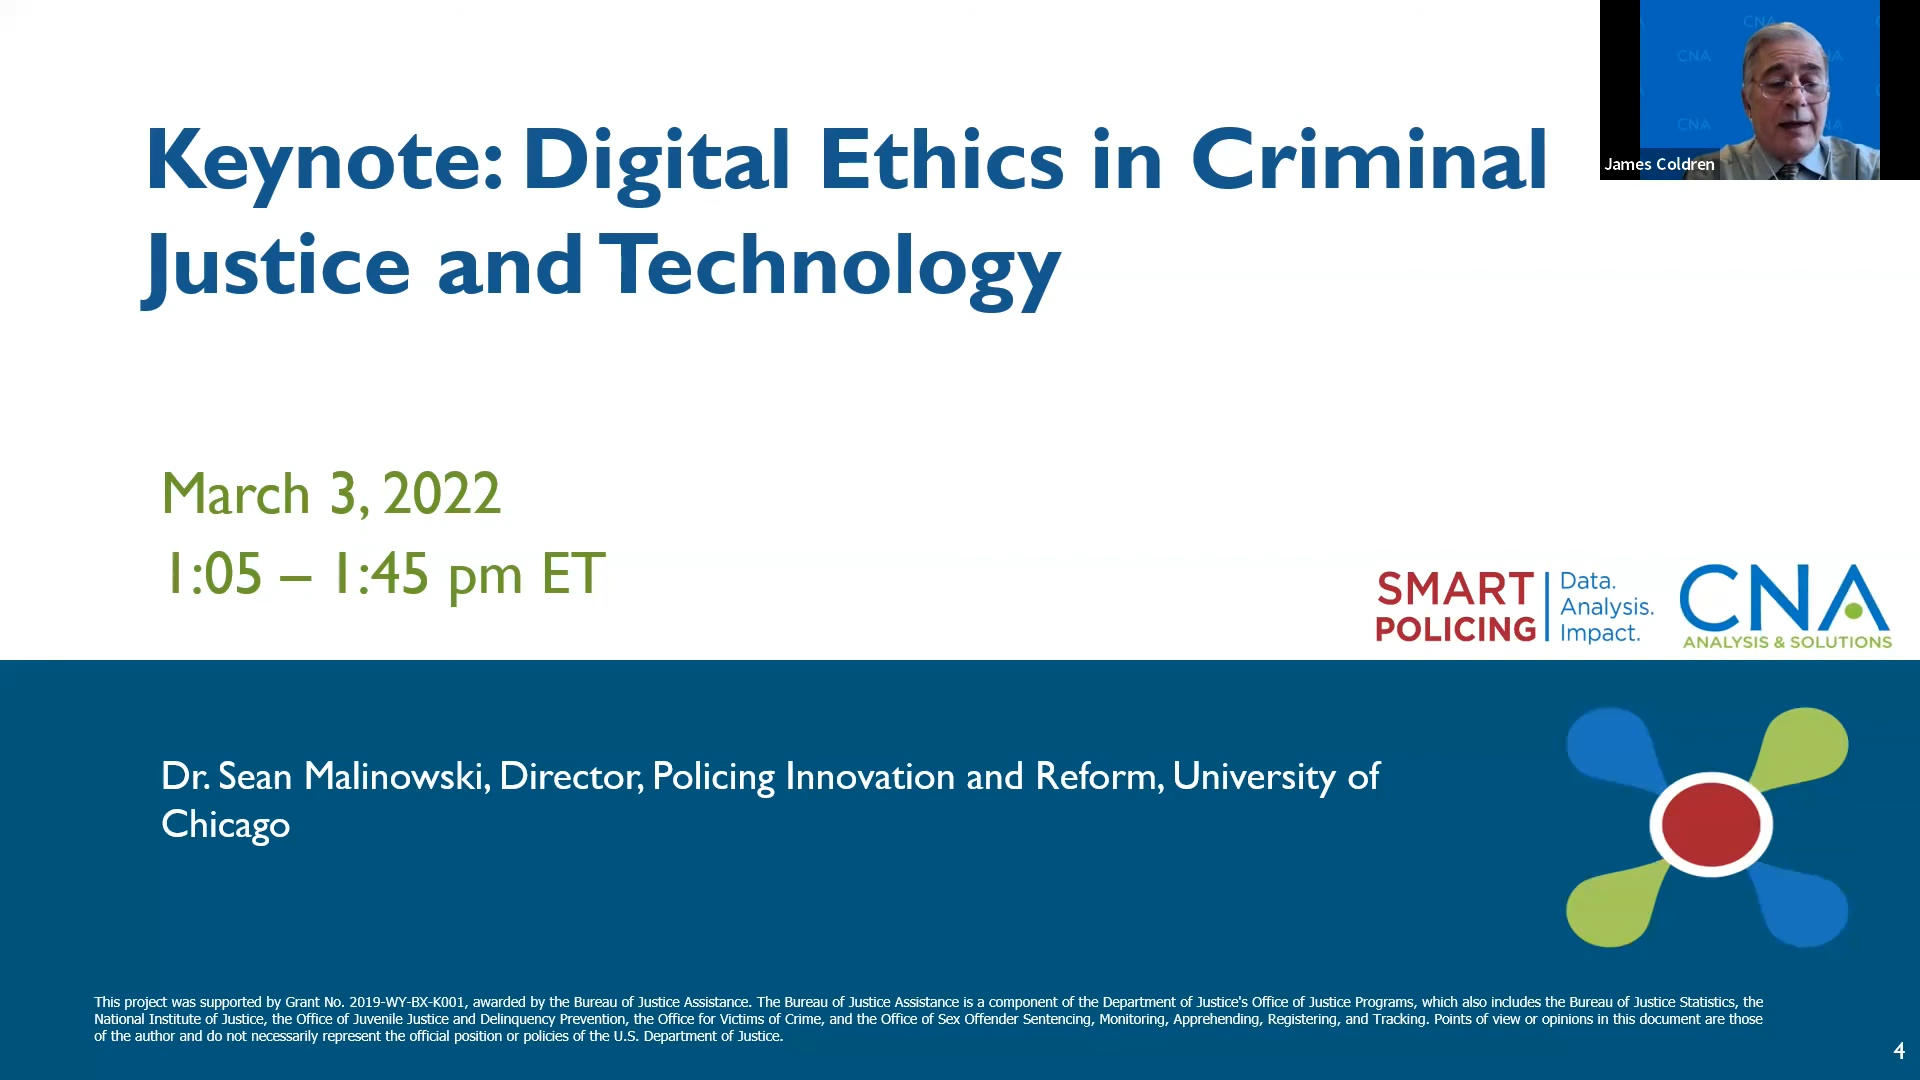 Keynote: Digital Ethics in Criminal
Justice and Technology
CNA
CNA
CNA
James Coldren
March 3, 2022
1:05 – 1:45 pm ET
SMART
POLICING
Data.
Analysis.
Impact.
CNA
ANALYSIS & SOLUTIONS
Dr. Sean Malinowski, Director, Policing Innovation and Reform, University of
Chicago
This project was supported by Grant No. 2019-WY-BX-K001, awarded by the Bureau of Justice Assistance. The Bureau of Justice Assistance is a component of the Department of Justice's Office of Justice Programs, which also includes the Bureau of Justice Statistics, the
National Institute of Justice, the Office of Juvenile Justice and Delinquency Prevention, the Office for Victims of Crime, and the Office of Sex Offender Sentencing, Monitoring, Apprehending, Registering, and Tracking. Points of view or opinions in this document are those
of the author and do not necessarily represent the official position or policies of the U.S. Department of Justice.
4